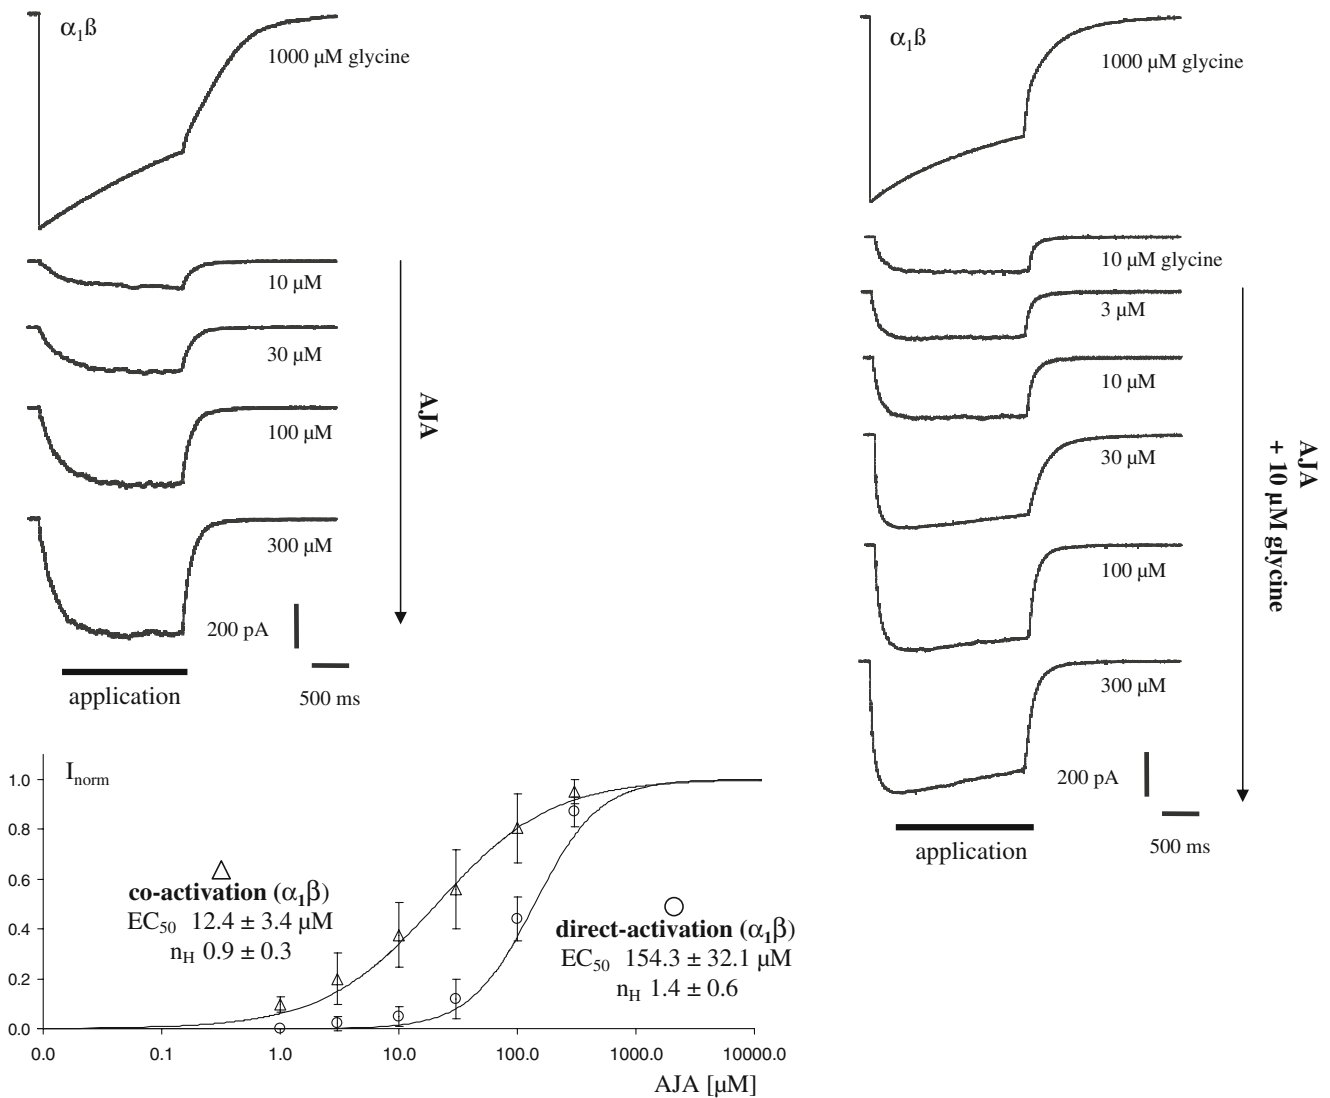 α₁ß
1000 µM glycine
10 µM
30 µM
100 µM
300 µM
AJA
200 pA
application
500 ms
α₁ß
1000 µM glycine
10 µM glycine
3 µM
10 µM
30 µM
100 µM
300 µM
AJA
+ 10 µM glycine
200 pA
application
500 ms
I_norm
1.0
0.8
0.6
0.4
0.2
0.0
co-activation (α₁β)
EC₅₀ 12.4 ± 3.4 µM
n_H 0.9 ± 0.3
direct-activation (α₁β)
EC₅₀ 154.3 ± 32.1 µM
n_H 1.4 ± 0.6
0.0 0.1 1.0 10.0 100.0 1000.0 10000.0
AJA [µM]